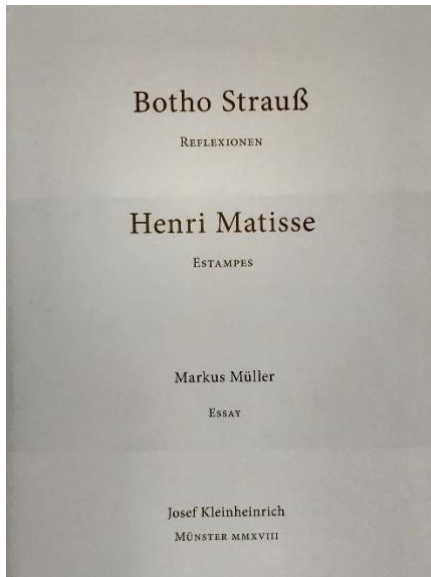 Botho Strauß
Reflexionen
Henri Matisse
Estampes
Markus Müller
Essay
Josef Kleinheinrich
Münster MMXVIII